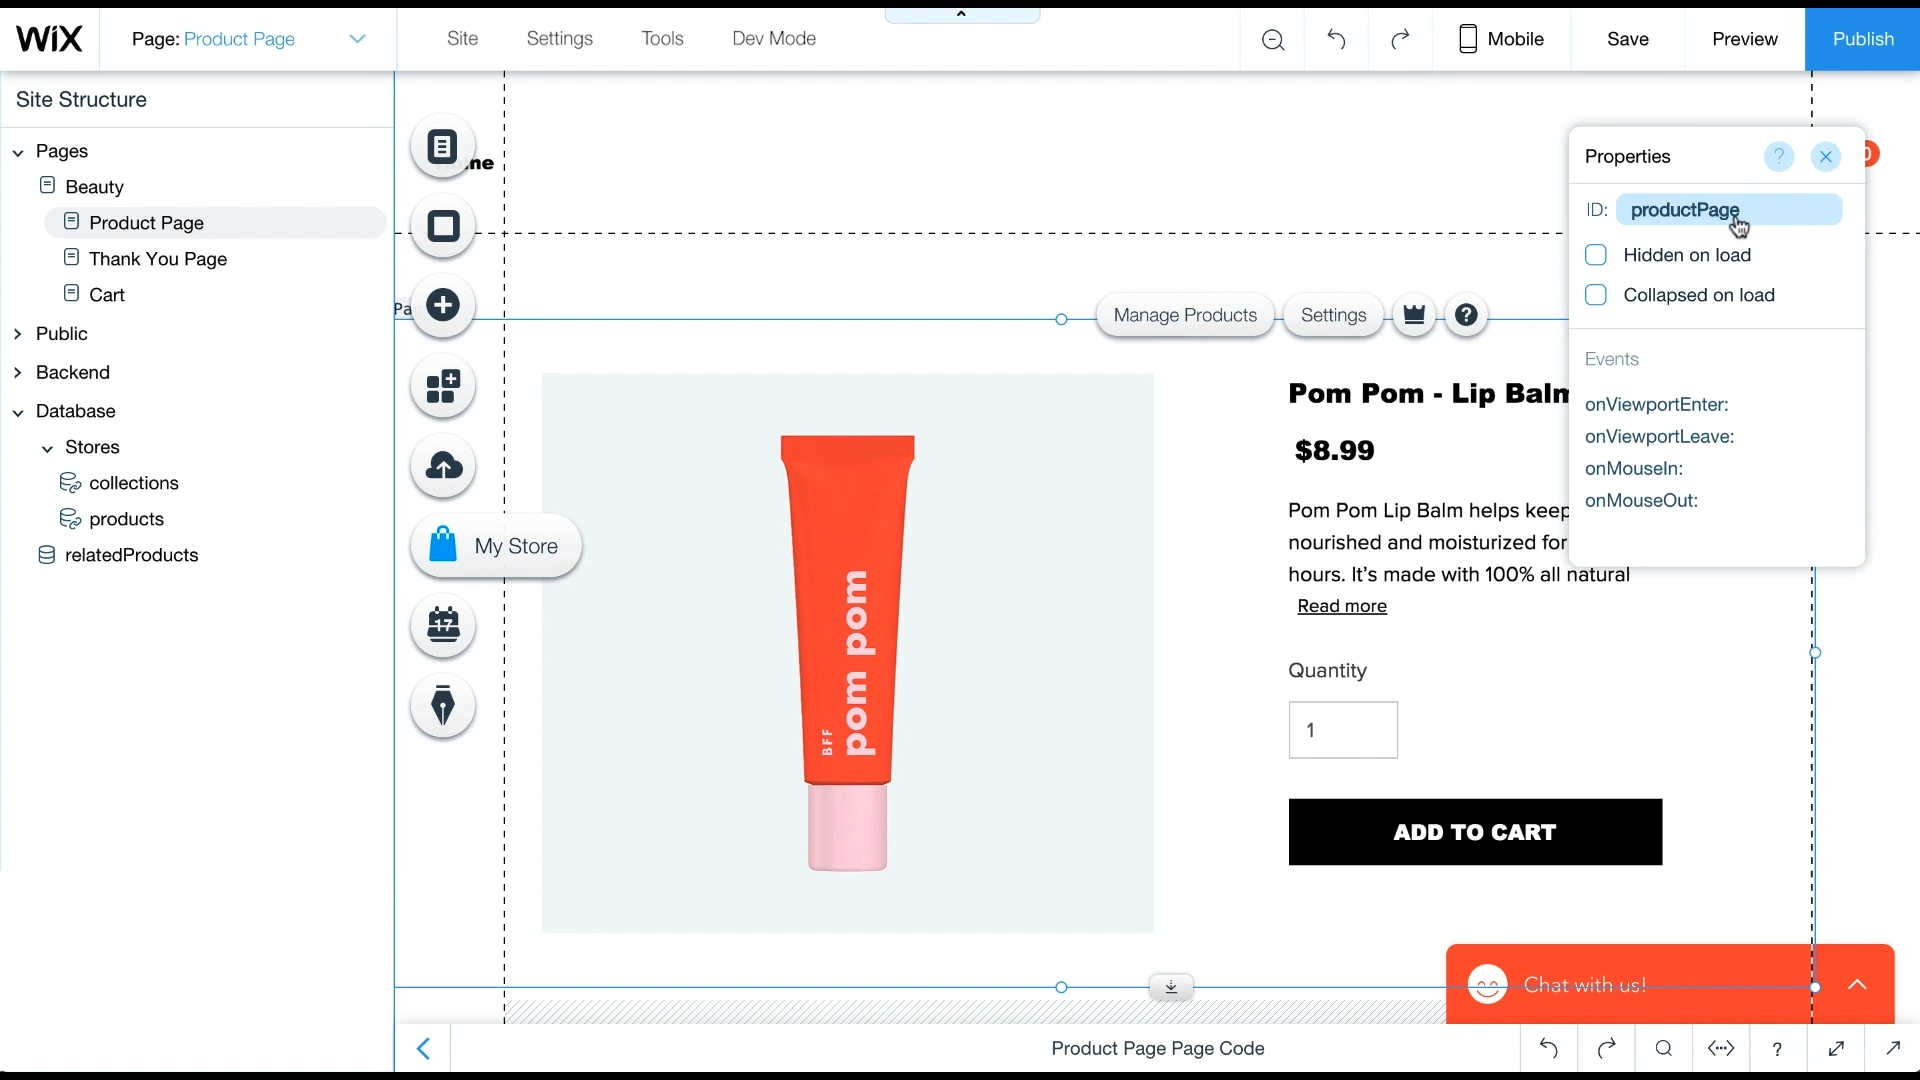 WiX
Page: Product Page
Site
Settings
Tools
Dev Mode
Mobile
Save
Preview
Publish
Site Structure
Pages
Beauty
Product Page
Thank You Page
Cart
Public
Backend
Database
Stores
collections
products
relatedProducts
My Store
17
Manage Products
Settings
?
Pom Pom - Lip Balm
$8.99
Pom Pom Lip Balm helps keep
nourished and moisturized for
hours. It's made with 100% all natural
Read more
Quantity
1
ADD TO CART
BFF
pom pom
Properties
?
ID: productPage
Hidden on load
Collapsed on load
Events
onViewportEnter:
onViewportLeave:
onMouseIn:
onMouseOut:
Chat with us!
Product Page Page Code
?